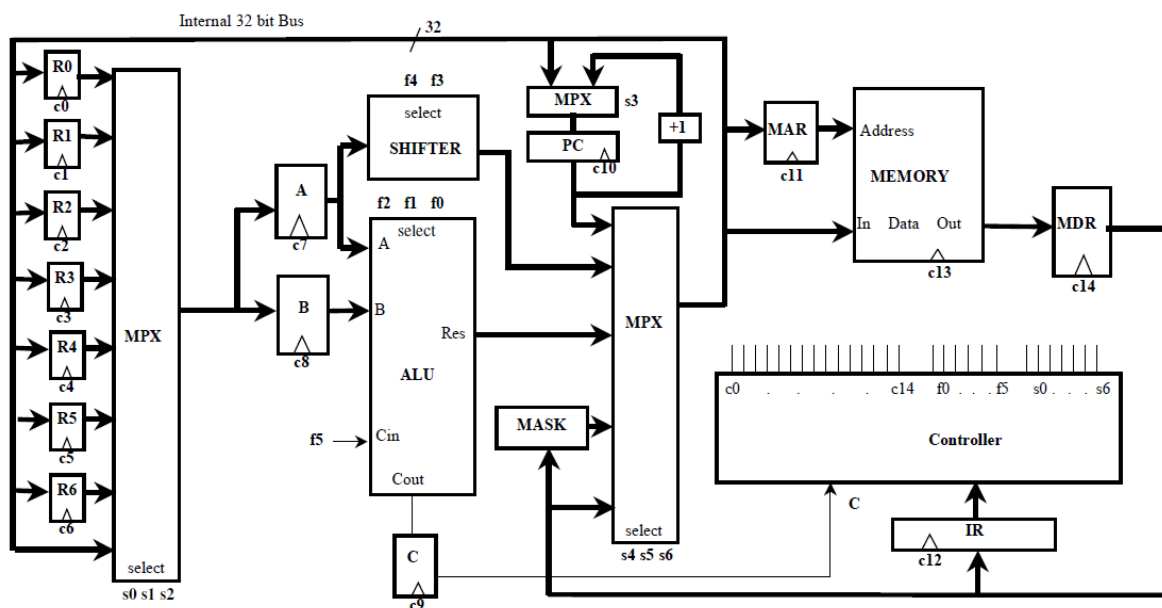 Internal 32 bit Bus
32
R0
c0
R1
c1
R2
c2
R3
c3
R4
c4
R5
c5
R6
c6
MPX
select
s0 s1 s2
A
c7
B
c8
f4 f3
select
SHIFTER
f2 f1 f0
select
A
B
Res
ALU
f5
Cin
Cout
C
c9
MPX
s3
PC
c10
+1
MASK
MPX
select
s4 s5 s6
MAR
c11
Address
MEMORY
In Data Out
c13
MDR
c14
c0 . . . . c14 f0 . . . f5 s0 . . . s6
Controller
C
IR
c12